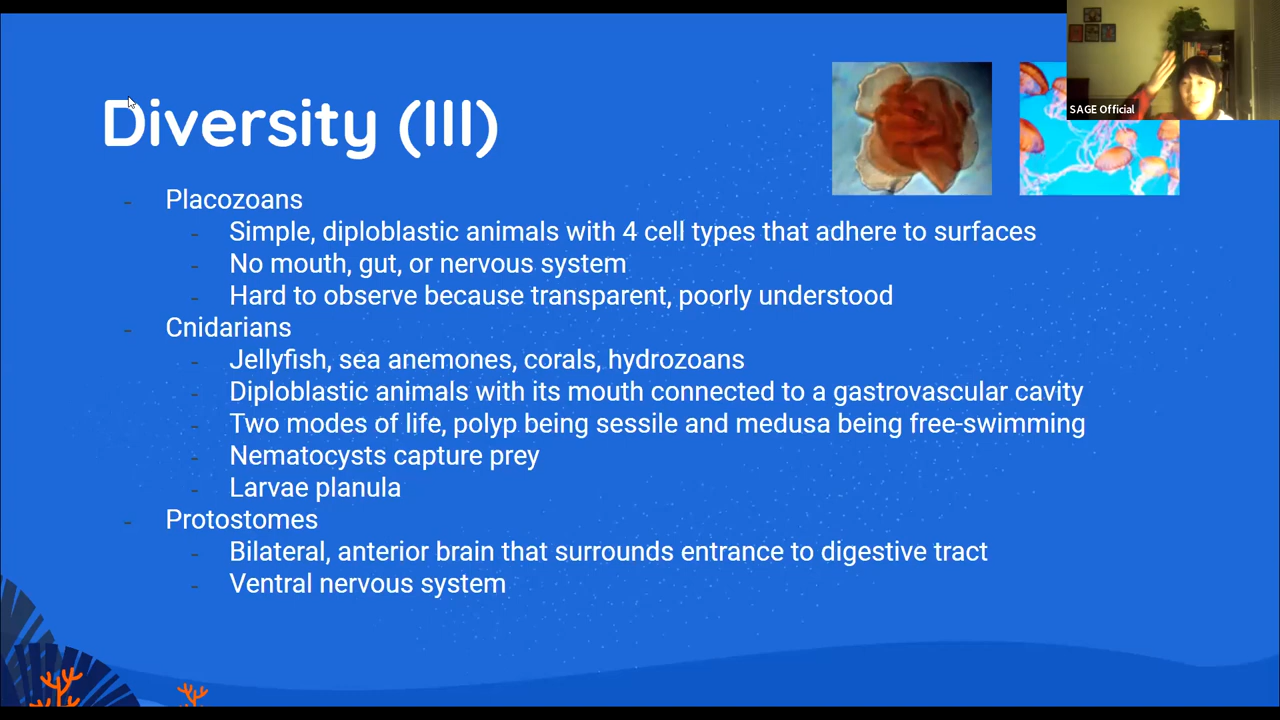 SAGE Official
Diversity (III)
- Placozoans
- Simple, diploblastic animals with 4 cell types that adhere to surfaces
- No mouth, gut, or nervous system
- Hard to observe because transparent, poorly understood
- Cnidarians
- Jellyfish, sea anemones, corals, hydrozoans
- Diploblastic animals with its mouth connected to a gastrovascular cavity
- Two modes of life, polyp being sessile and medusa being free-swimming
- Nematocysts capture prey
- Larvae planula
- Protostomes
- Bilateral, anterior brain that surrounds entrance to digestive tract
- Ventral nervous system